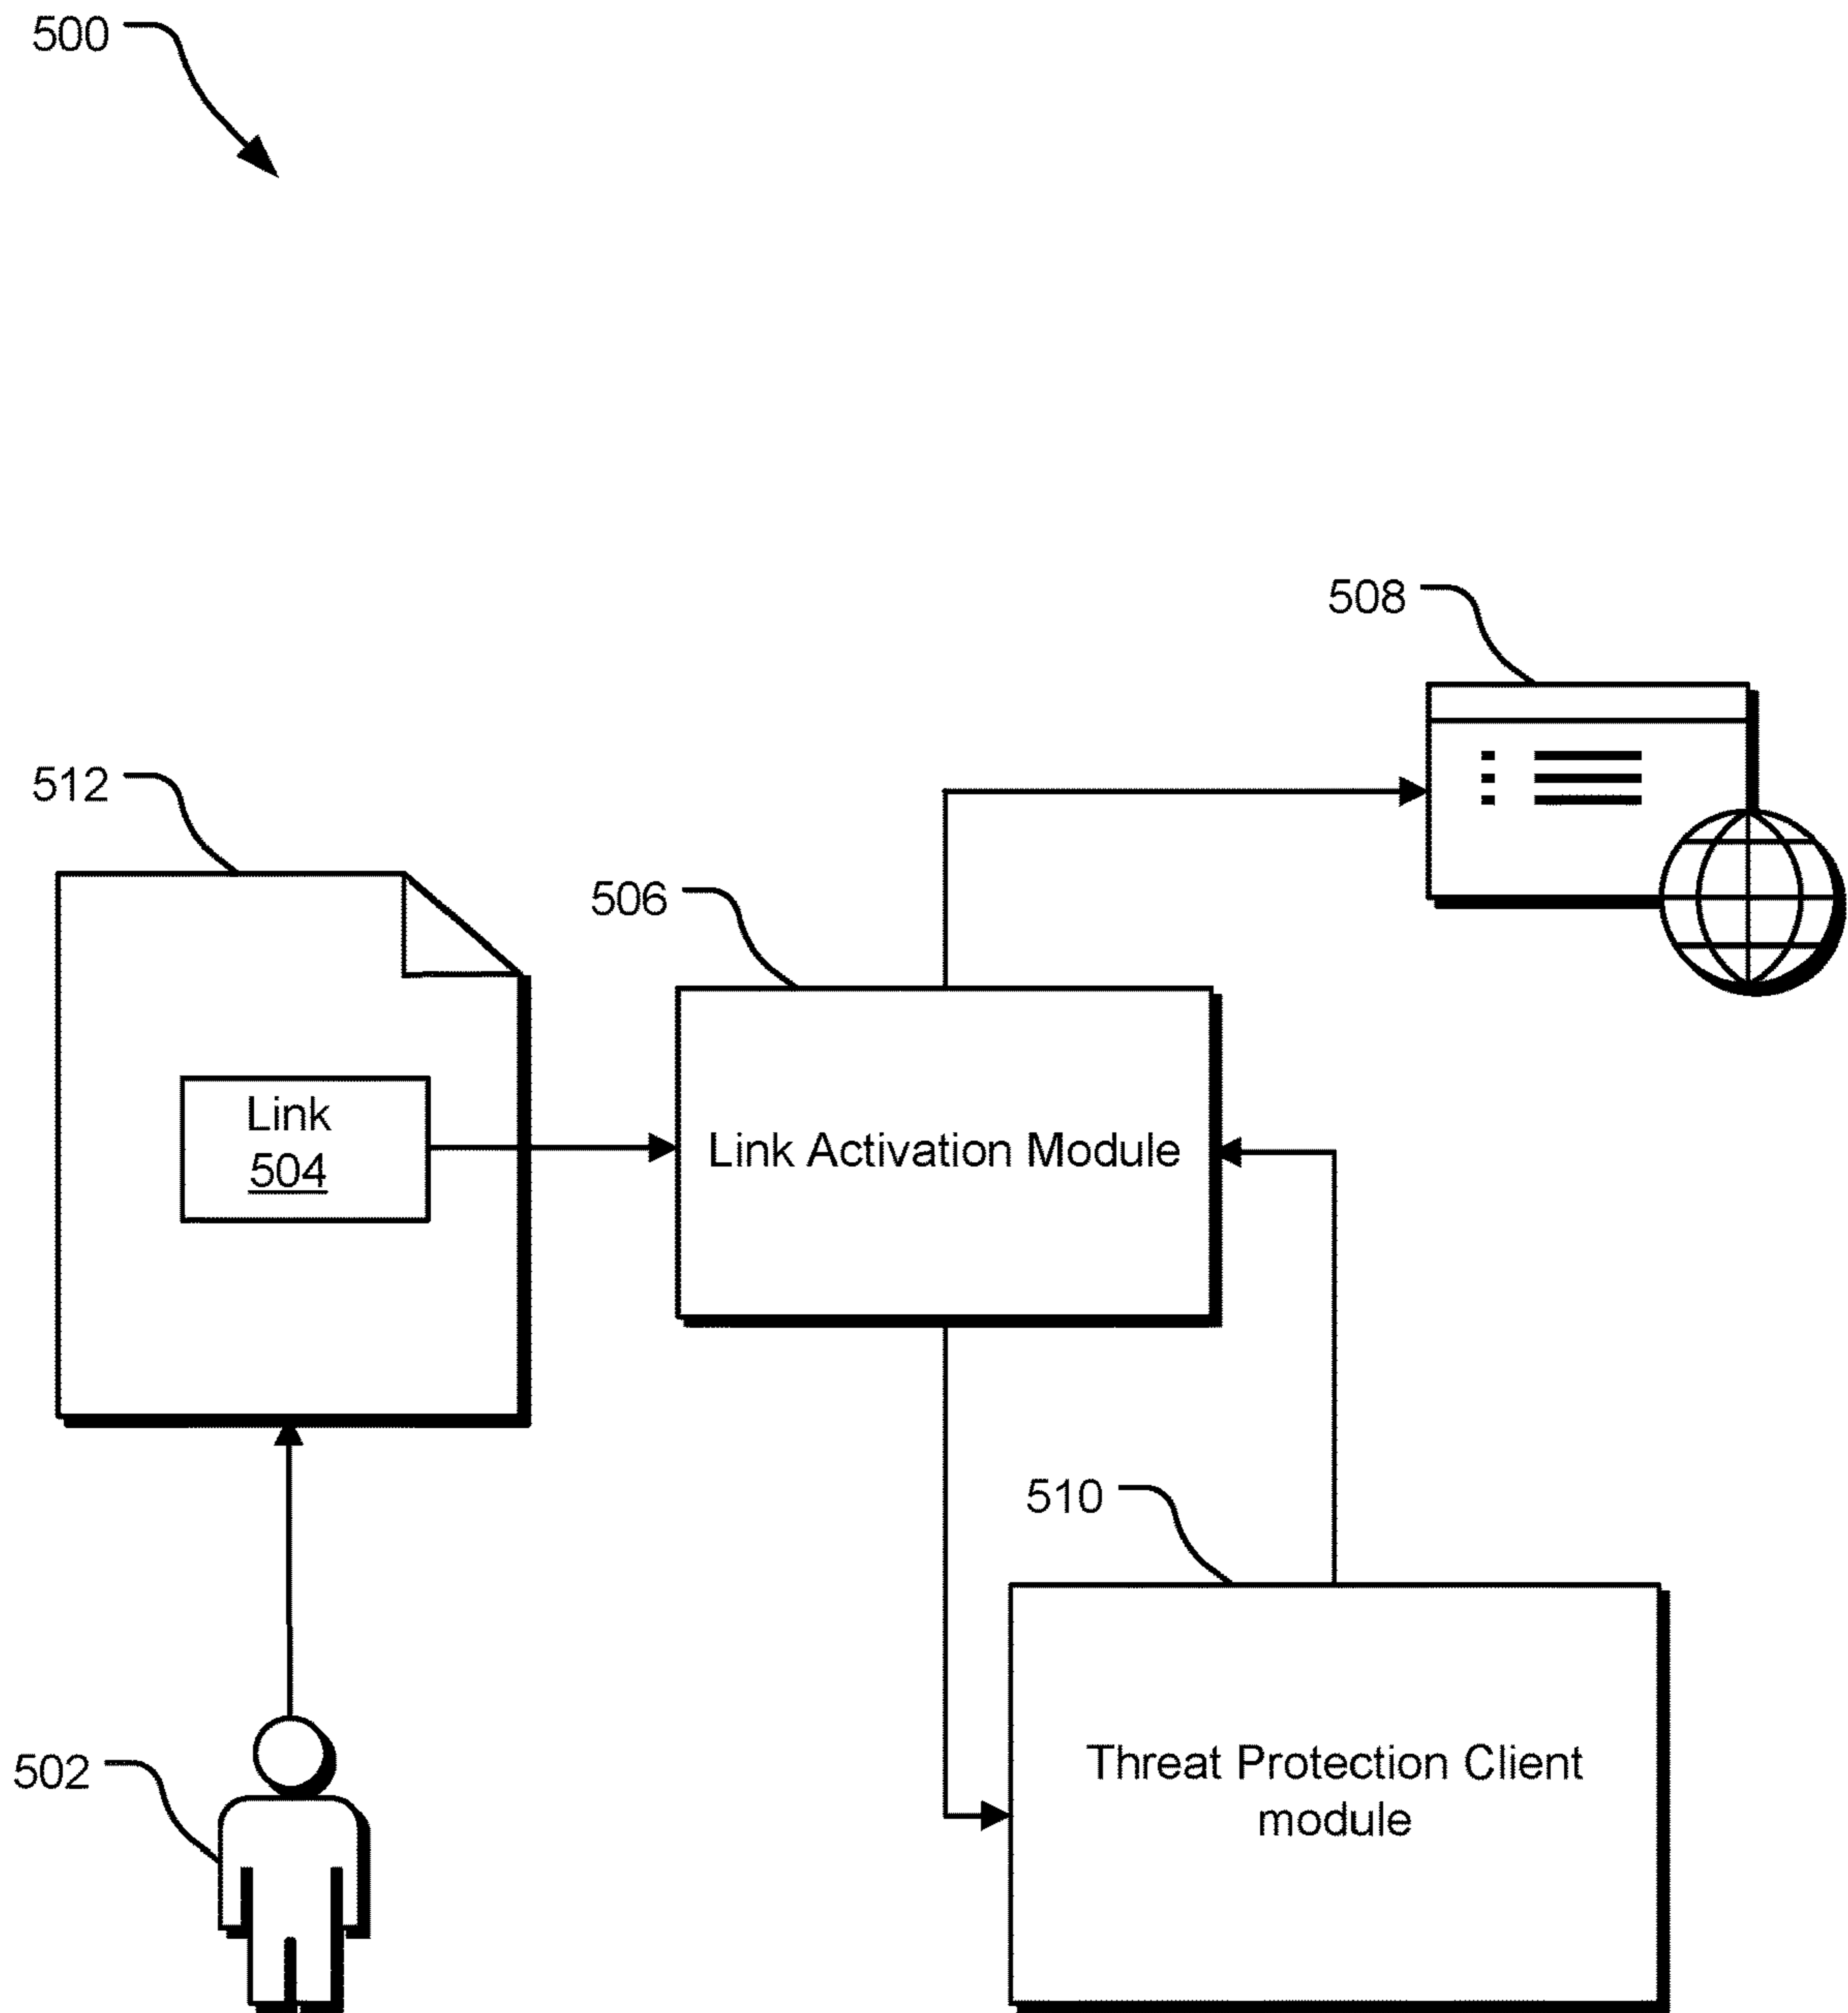 500
508
512
506
Link
504
Link Activation Module
510
Threat Protection Client
module
502